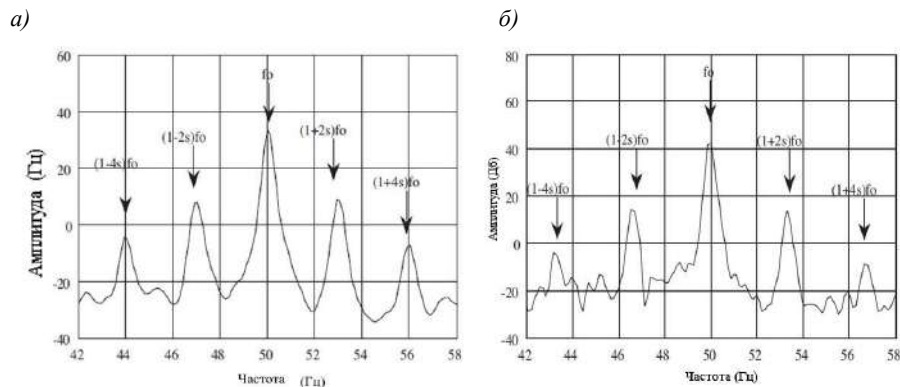 а)
60
40
20
0
-20
-40
Амплитуда (Гц)
fo
(1-2s)fo
(1+2s)fo
(1-4s)fo
(1+4s)fo
42 44 46 48 50 52 54 56 58
Частота (Гц)
б)
80
60
40
20
0
-20
-40
Амплитуда (Дб)
fo
(1-2s)fo
(1+2s)fo
(1-4s)fo
(1+4s)fo
42 44 46 48 50 52 54 56 58
Частота (Гц)